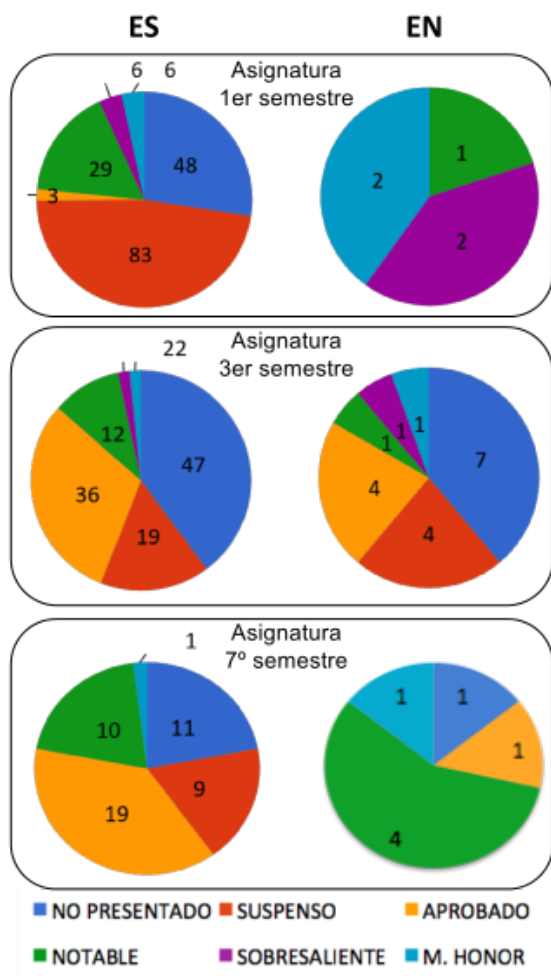 ES EN
6 6 Asignatura
1er semestre
29 48
3
83
1
2
2
22 Asignatura
3er semestre
12 47
36
19
1 1 1
7
4
4
1 Asignatura
7º semestre
10 11
9
19
1 1
1
4
NO PRESENTADO SUSPENSO APROBADO
NOTABLE SOBRESALIENTE M. HONOR